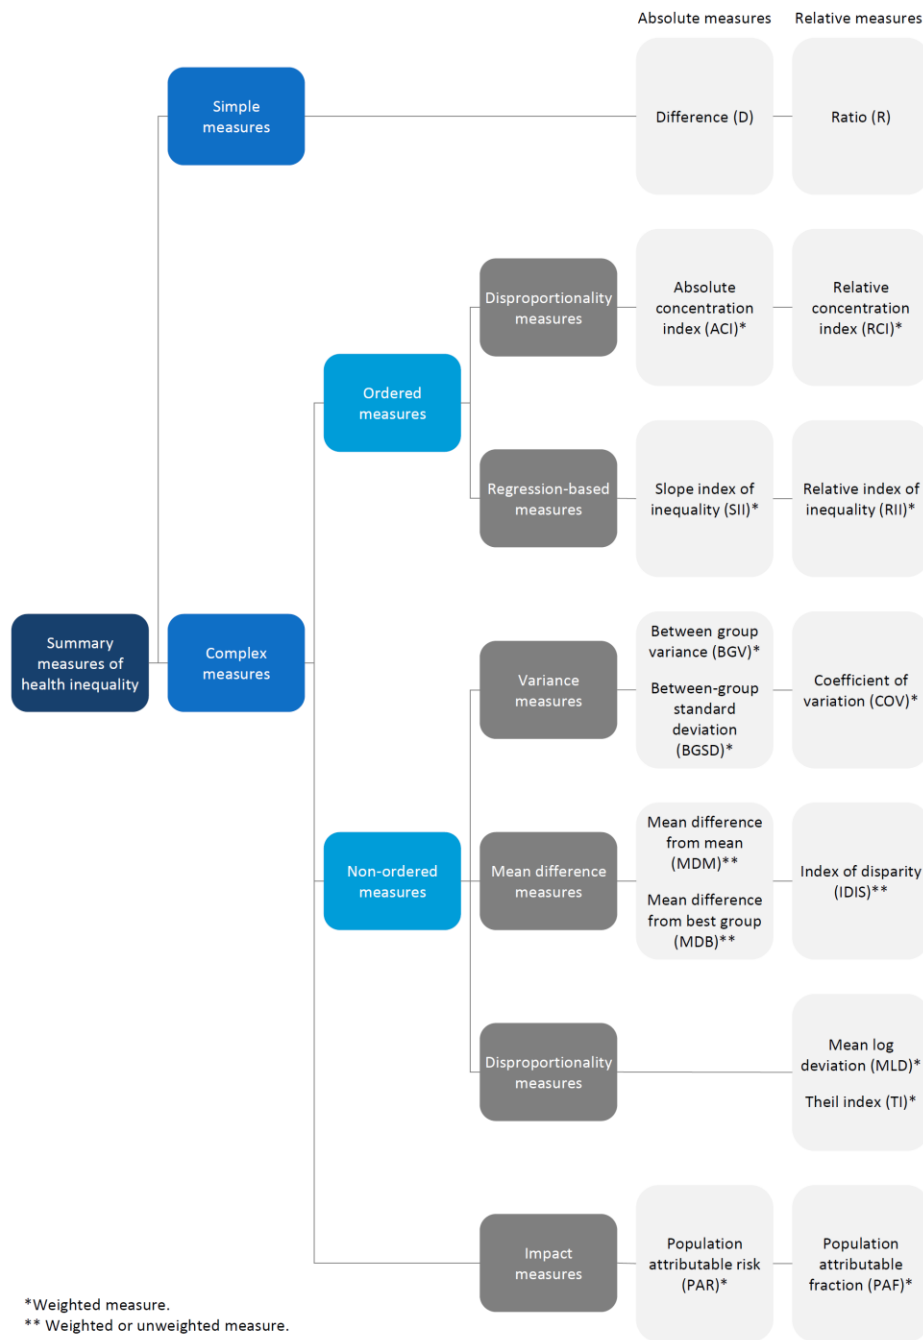 Absolute measures
Relative measures
Simple
measures
Difference (D)
Ratio (R)
Disproportionality
measures
Absolute
concentration
index (ACI)*
Relative
concentration
index (RCI)*
Ordered
measures
Regression-based
measures
Slope index of
inequality (SII)*
Relative index of
inequality (RII)*
Summary
measures of
health inequality
Complex
measures
Variance
measures
Between group
variance (BGV)*
Between-group
standard
deviation
(BGSD)*
Coefficient of
variation (COV)*
Non-ordered
measures
Mean difference
measures
Mean difference
from mean
(MDM)**
Mean difference
from best group
(MDB)**
Index of disparity
(IDIS)**
Disproportionality
measures
Mean log
deviation (MLD)*
Theil index (TI)*
Impact
measures
Population
attributable risk
(PAR)*
Population
attributable
fraction (PAF)*
*Weighted measure.
** Weighted or unweighted measure.